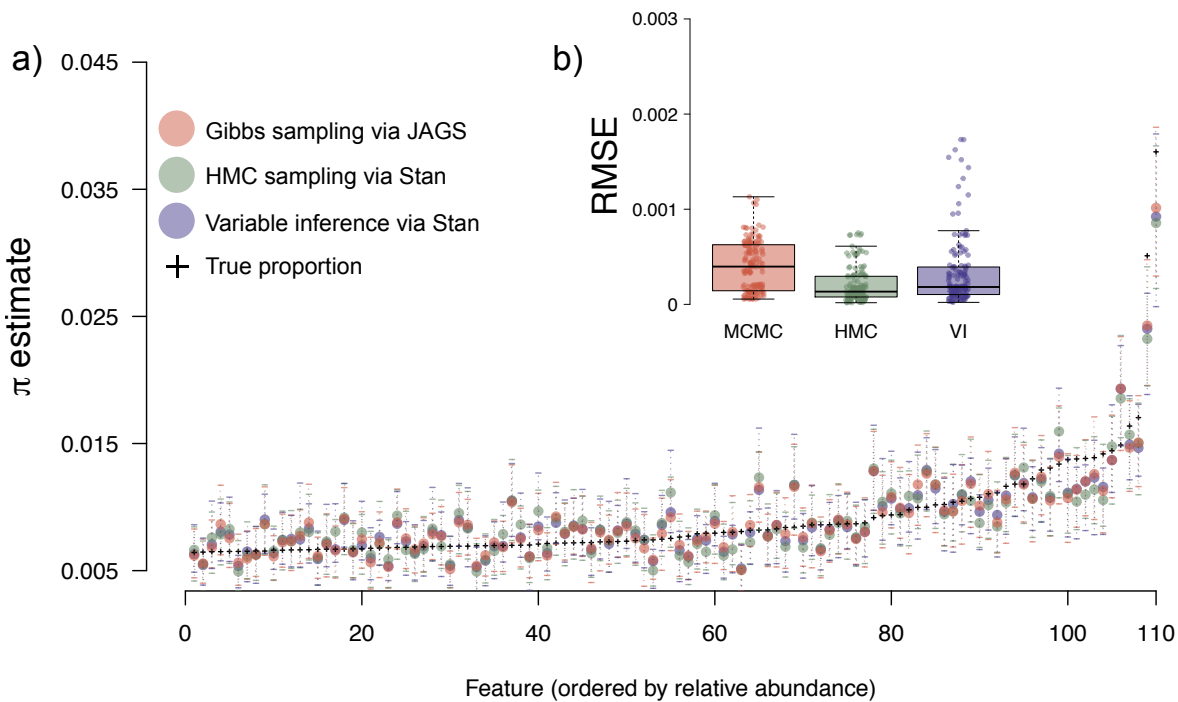 a)
0.045
0.035
0.025
0.015
0.005
π estimate
Gibbs sampling via JAGS
HMC sampling via Stan
Variable inference via Stan
True proportion
b)
0.003
0.002
0.001
0
RMSE
MCMC HMC VI
0 20 40 60 80 100 110
Feature (ordered by relative abundance)